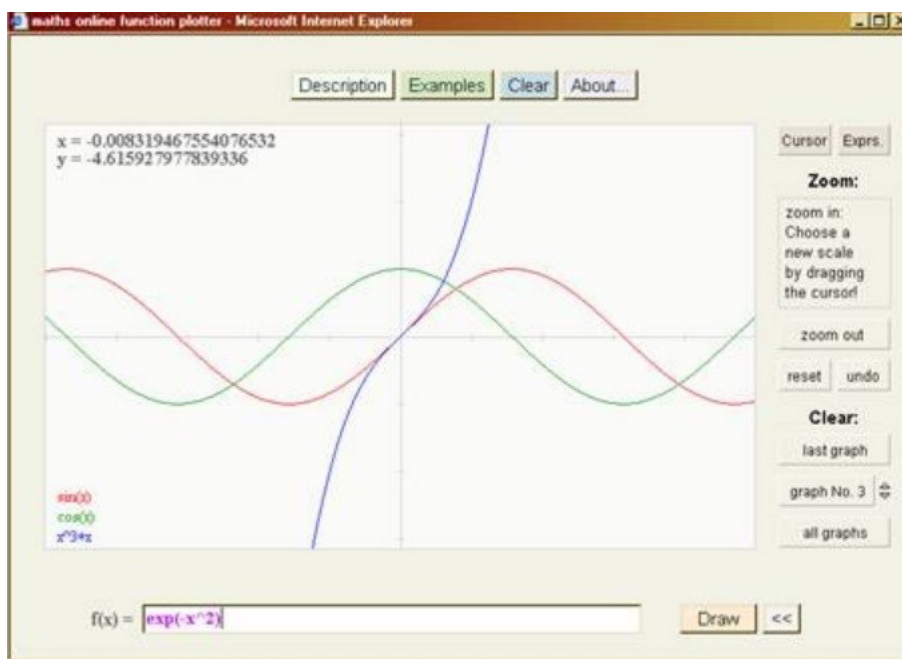 maths online function plotter - Microsoft Internet Explorer
Description Examples Clear About...
x = -0.008319467554076532
y = -4.615927977839336
Cursor Exprs.
Zoom:
zoom in:
Choose a
new scale
by dragging
the cursor!
zoom out
reset undo
Clear:
last graph
graph No. 3
all graphs
sin(x)
cos(x)
x^3+x
f(x) = exp(-x^2)
Draw <<